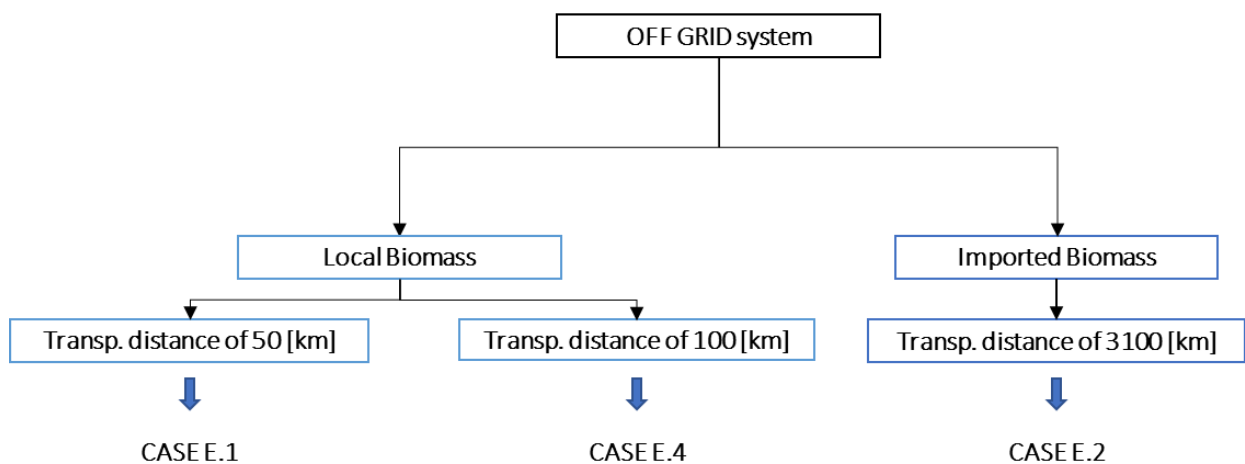 OFF GRID system
Local Biomass
Imported Biomass
Transp. distance of 50 [km]
Transp. distance of 100 [km]
Transp. distance of 3100 [km]
CASE E.1
CASE E.4
CASE E.2